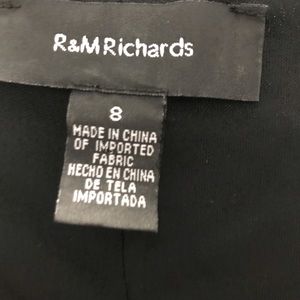 R&M Richards
8
MADE IN CHINA
OF IMPORTED
FABRIC
HECHO EN CHINA
DE TELA
IMPORTADA